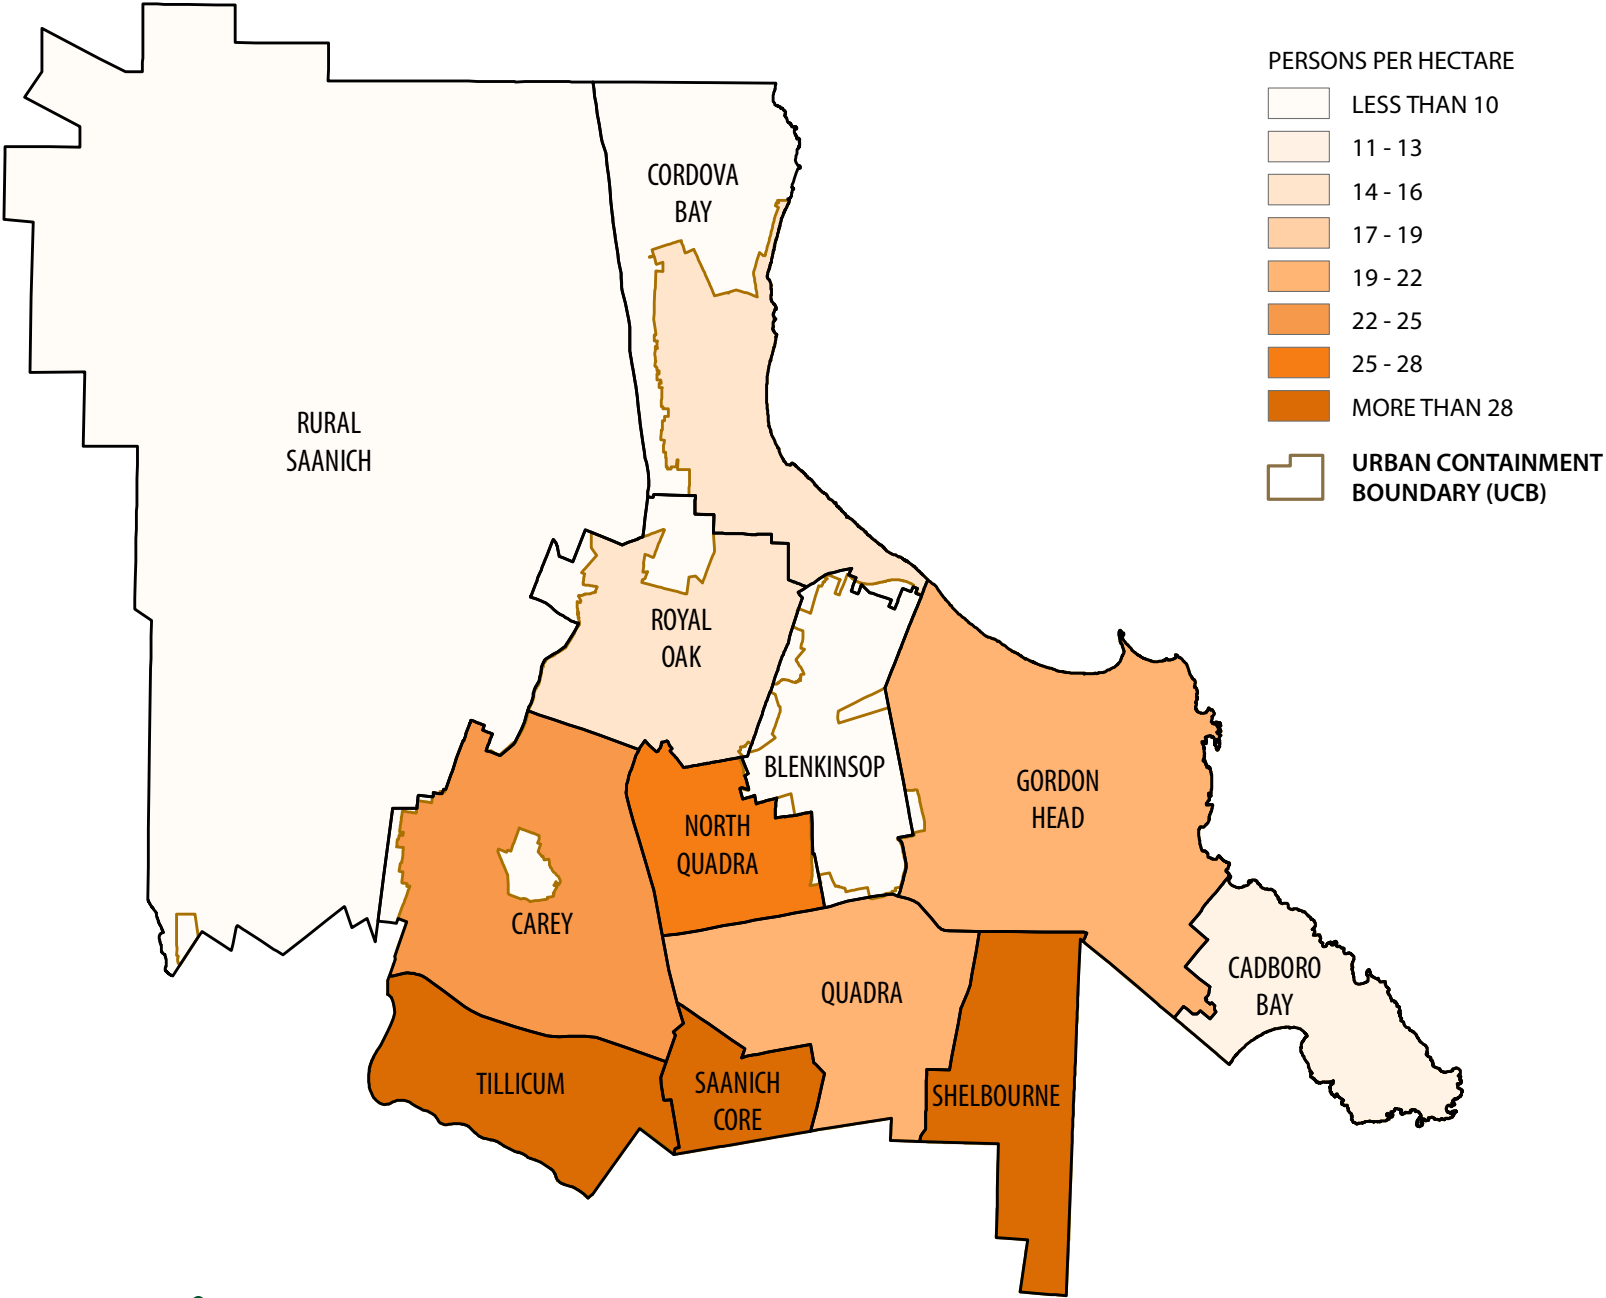 PERSONS PER HECTARE
LESS THAN 10
11 - 13
14 - 16
17 - 19
19 - 22
22 - 25
25 - 28
MORE THAN 28
URBAN CONTAINMENT
BOUNDARY (UCB)
CORDOVA
BAY
RURAL
SAANICH
ROYAL
OAK
BLENKINSOP
GORDON
HEAD
NORTH
QUADRA
CAREY
CADBORO
BAY
QUADRA
TILLICUM
SAANICH
CORE
SHELBOURNE